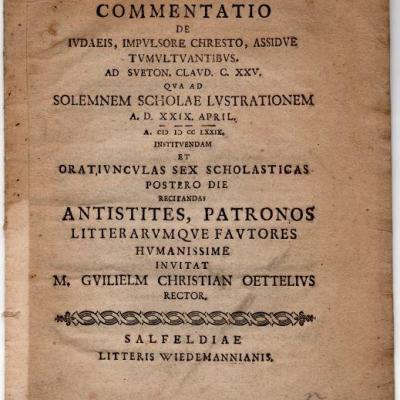 COMMENTATIO
DE
IVDAEIS, IMPVLSORE CHRESTO, ASSIDVE
TVMVLTVANTIBVS.
AD SVETON. CLAVD. C. XXV.
QVA AD
SOLEMNEM SCHOLAE LVSTRATIONEM
A. D. XXIX. APRIL.
A. CIƆ IƆ CC LXXIX.
INSTITVENDAM
ET
ORATIVNCVLAS SEX SCHOLASTICAS
POSTERO DIE
RECITANDAS
ANTISTITES, PATRONOS
LITTERARVMQVE FAVTORES
HVMANISSIME
INVITAT
M. GVILIELM CHRISTIAN OETTELIVS
RECTOR.
SALFELDIAE
LITTERIS WIEDEMANNIANIS.